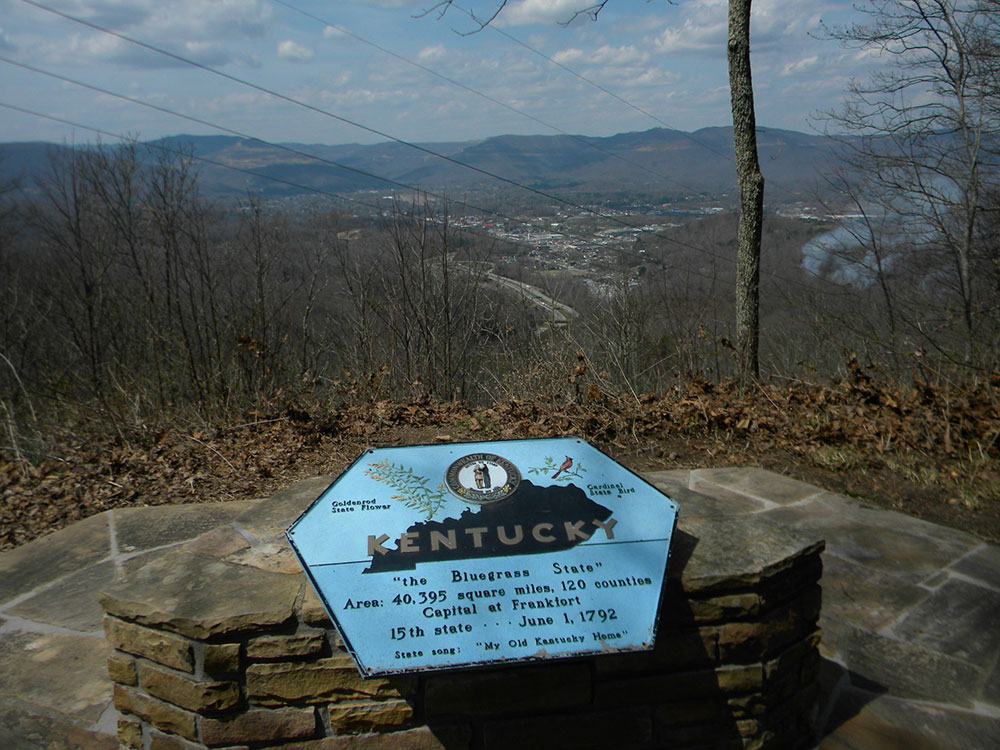 Goldenrod
State Flower
Cardinal
State Bird
KENTUCKY
"the Bluegrass State"
Area: 40,395 square miles, 120 counties
Capital at Frankfort
15th state ... June 1, 1792
State song: "My Old Kentucky Home"